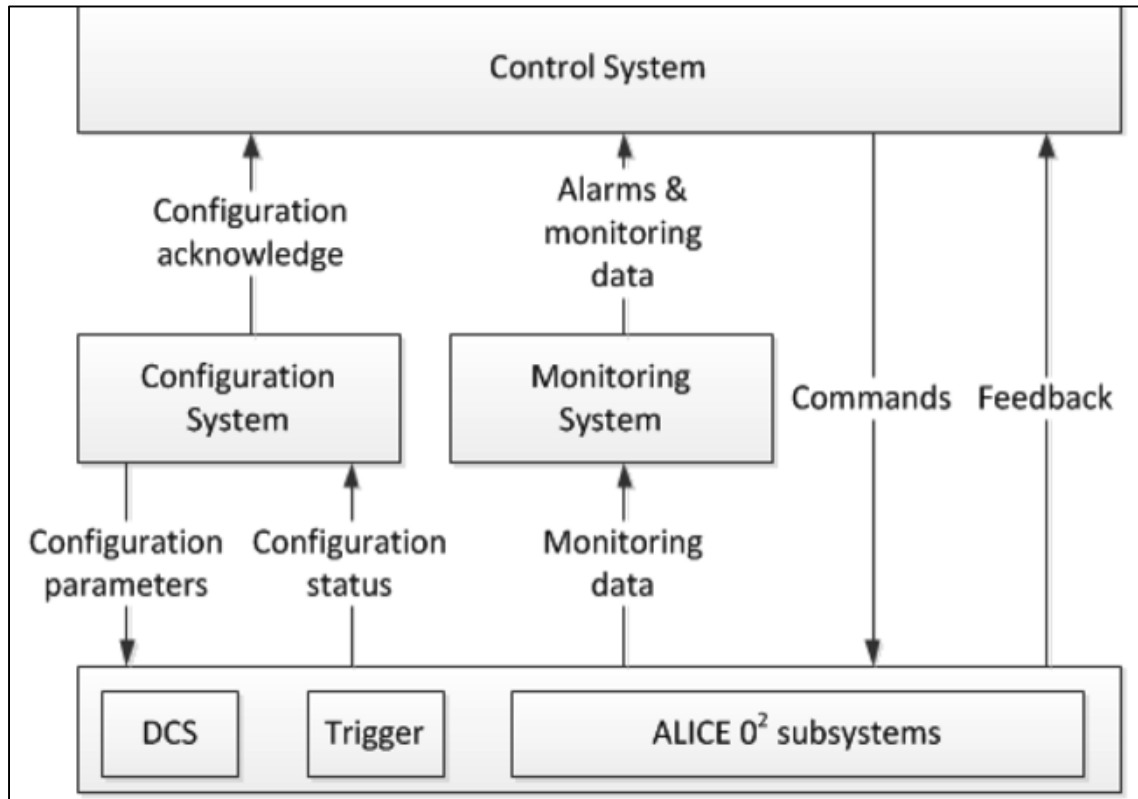 Control System
Configuration
acknowledge
Alarms &
monitoring
data
Configuration
System
Monitoring
System
Commands
Feedback
Configuration
parameters
Configuration
status
Monitoring
data
DCS
Trigger
ALICE 0² subsystems